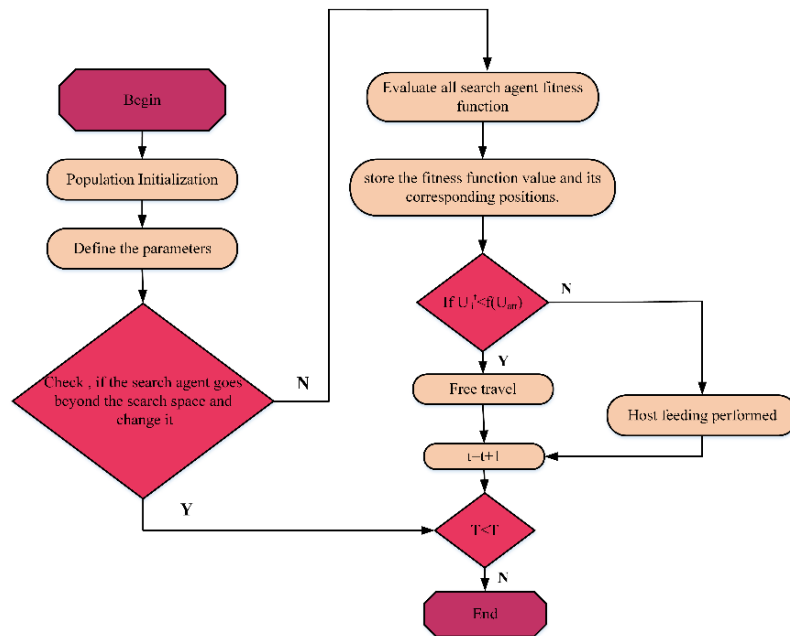 Begin
Population Initialization
Define the parameters
Check , if the search agent goes
beyond the search space and
change it
N
Y
Evaluate all search agent fitness
function
store the fitness function value and its
corresponding positions.
If U
N
Y
Free travel
Host feeding performed
t=t+1
T<T
N
End